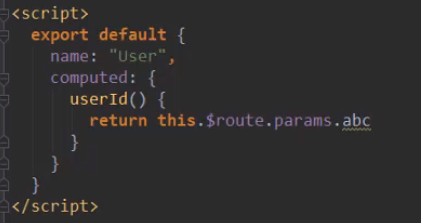 <script>
export default {
name: "User",
computed: {
userId() {
return this.$route.params.abc
}
}
}
</script>